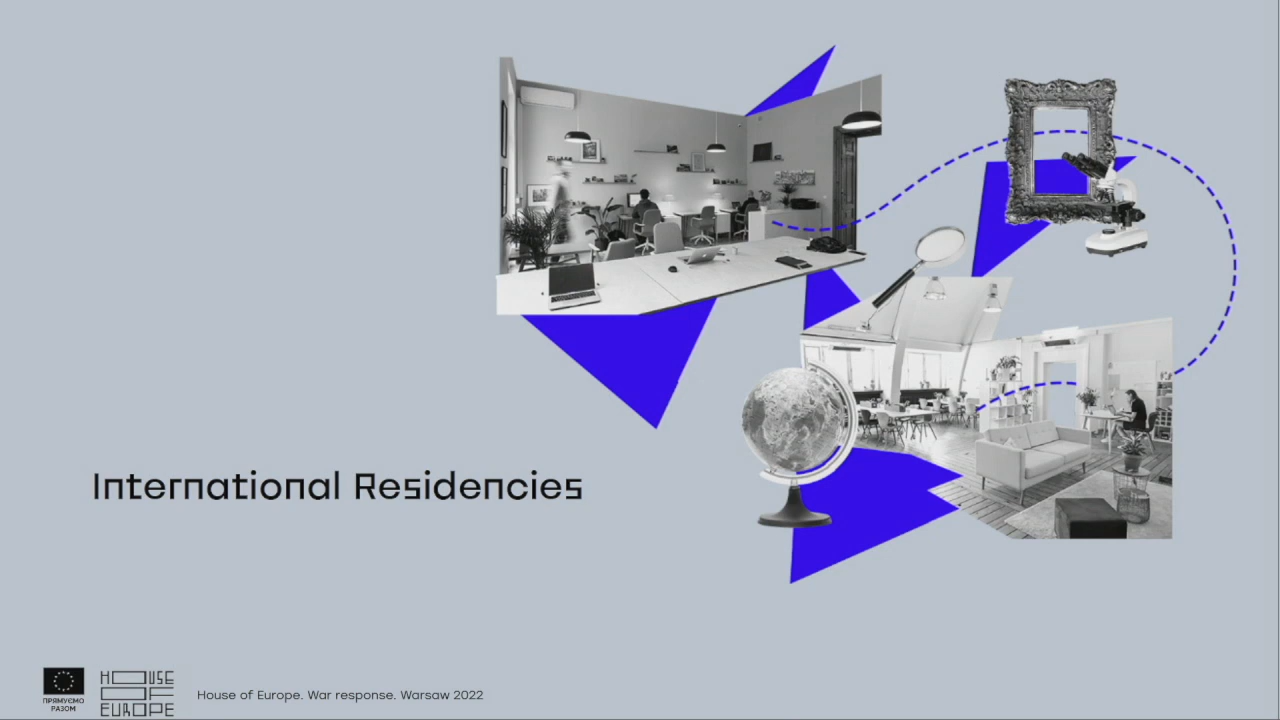 International Residencies
ПРЯМУЄМО
РАЗОМ
HOUSE
OF
EUROPE
House of Europe. War response. Warsaw 2022